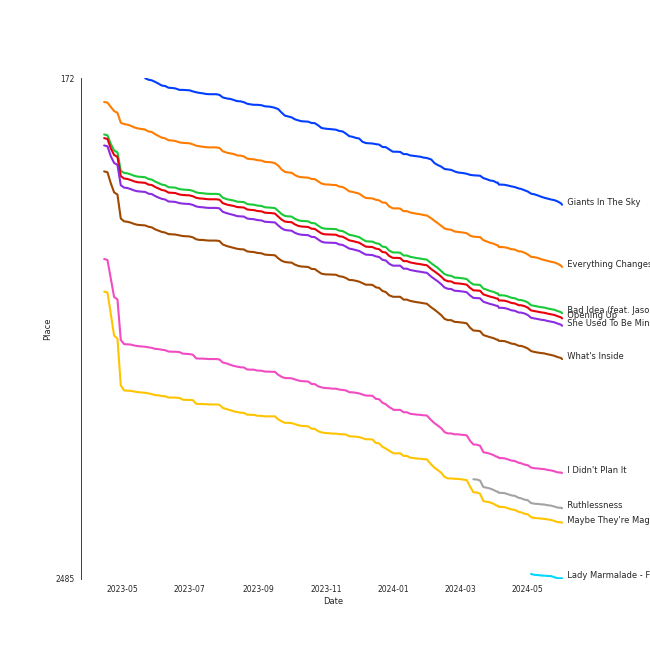 172
Giants In The Sky
Everything Changes
Bad Idea (feat. Jaso
Opening Up
She Used To Be Min
Place
What's Inside
I Didn't Plan It
Ruthlessness
Maybe They're Mag
Lady Marmalade - F
2485
2023-05
2023-07
2023-09
2023-11
2024-01
2024-03
2024-05
Date